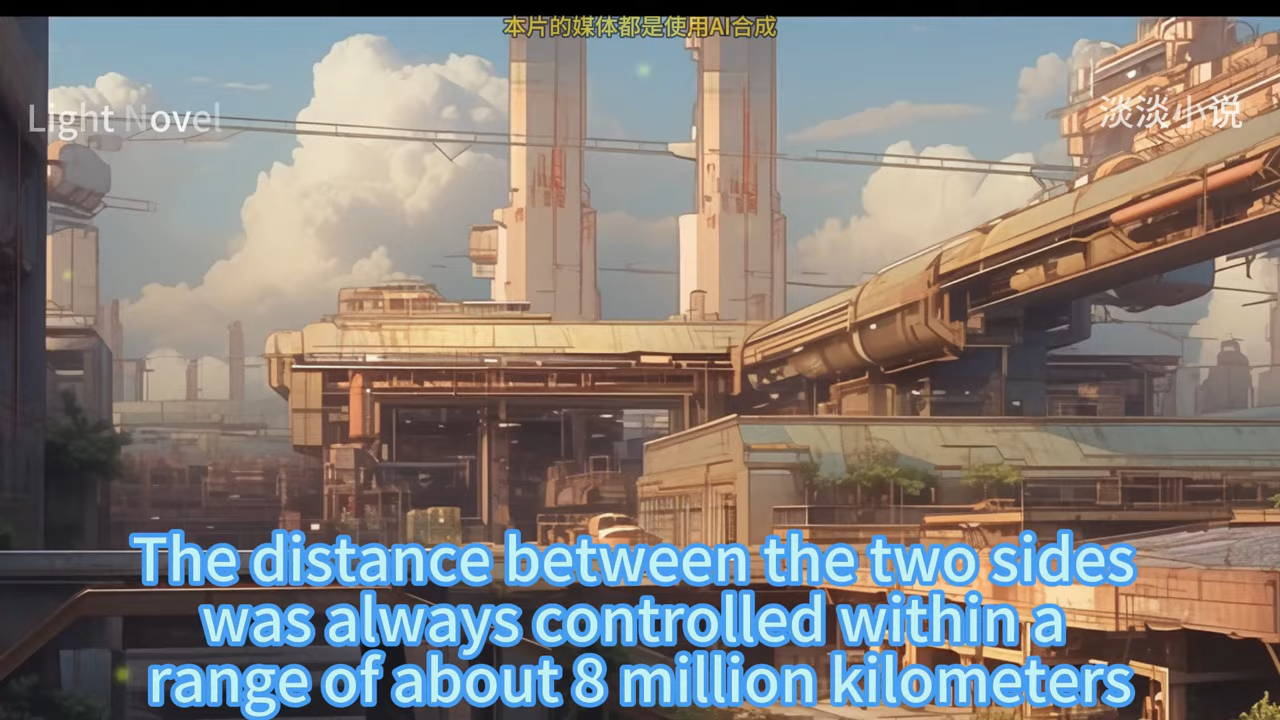 本片的媒体都是使用AI合成
Light Novel
淡淡小说
The distance between the two sides
was always controlled within a
range of about 8 million kilometers